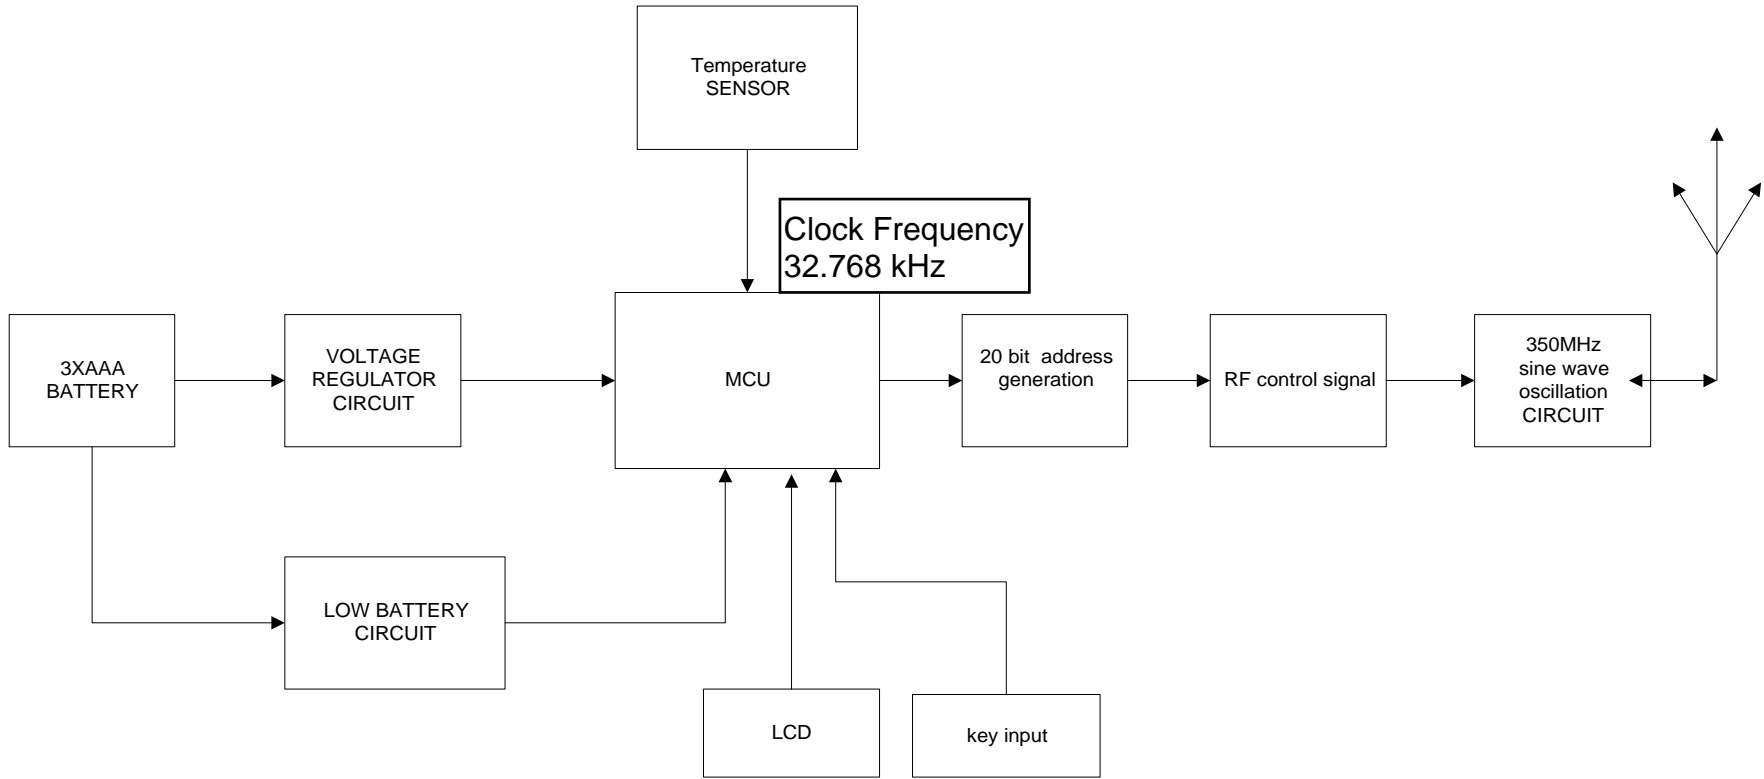 Temperature
SENSOR
Clock Frequency
32.768 kHz
3XAAA
BATTERY
VOLTAGE
REGULATOR
CIRCUIT
MCU
20 bit address
generation
RF control signal
350MHz
sine wave
oscillation
CIRCUIT
LOW BATTERY
CIRCUIT
LCD
key input